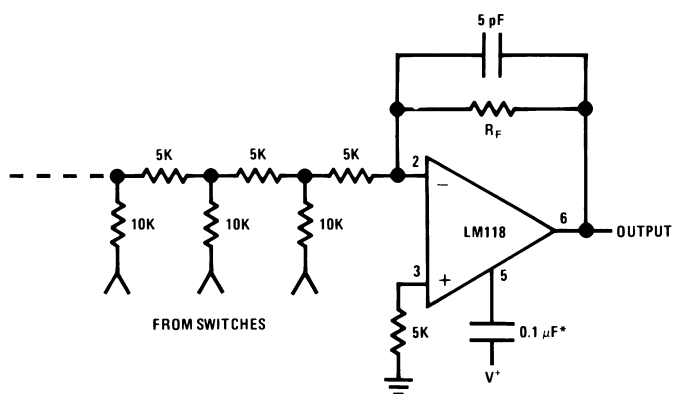 5 pF
R_F
5K
5K
5K
2
10K
10K
10K
−
LM118
6
OUTPUT
3
+
5
FROM SWITCHES
5K
0.1 μF*
V⁺